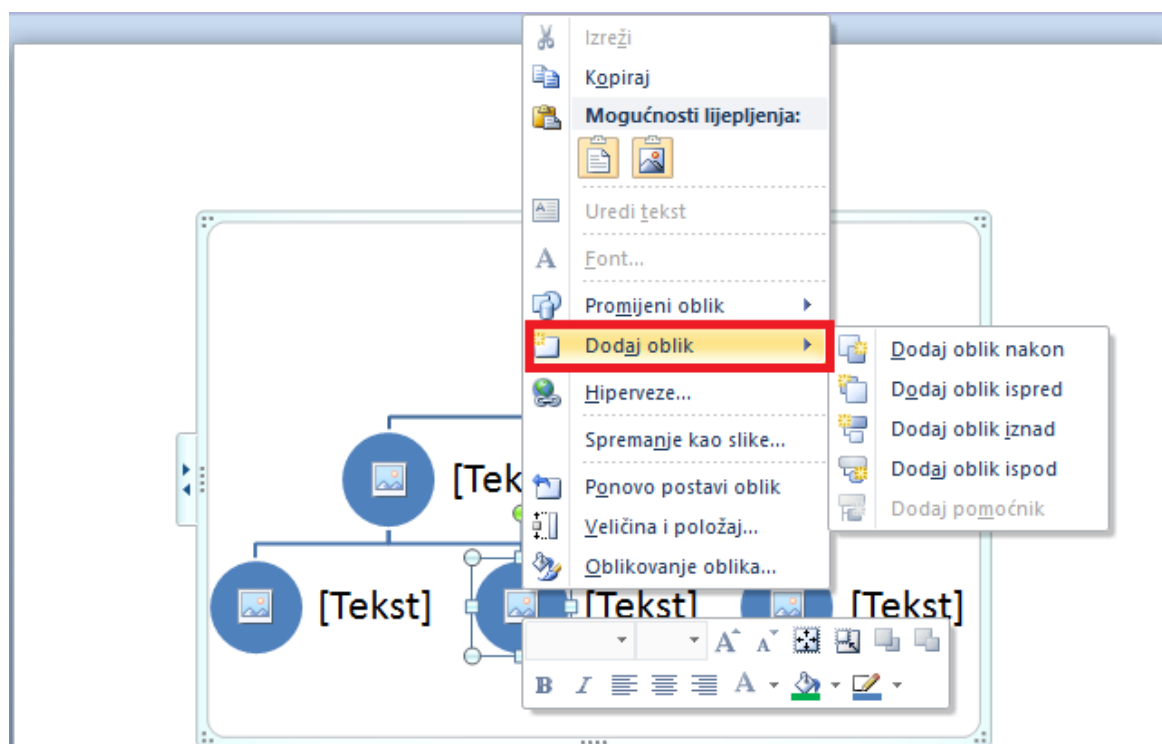 Izreži
Kopiraj
Mogućnosti lijepljenja:
Uredi tekst
Font...
Promijeni oblik
Dodaj oblik
Hiperveze...
Spremanje kao slike...
Ponovo postavi oblik
Veličina i položaj...
Oblikovanje oblika...
Dodaj oblik nakon
Dodaj oblik ispred
Dodaj oblik iznad
Dodaj oblik ispod
Dodaj pomoćnik
[Tek
[Tekst] [Tekst] [Tekst]
A A
B I A